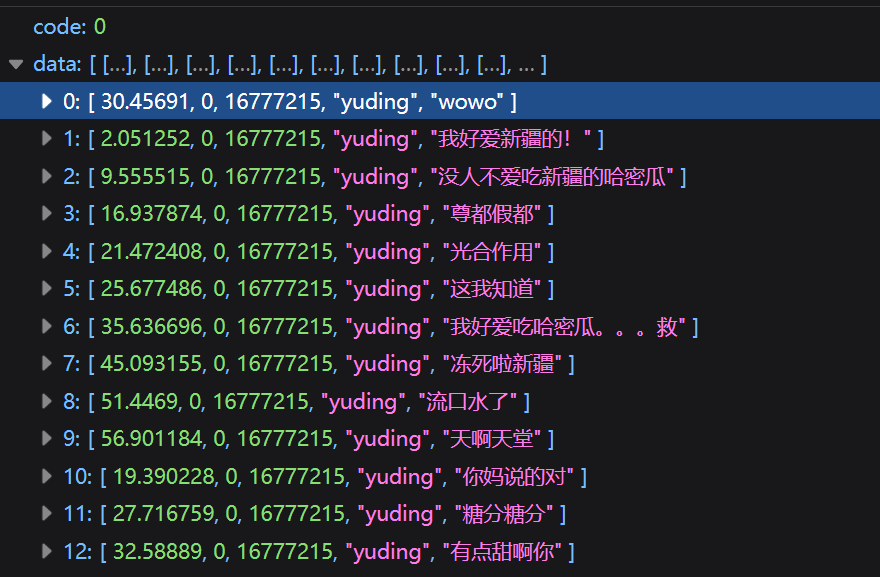 code: 0
data: [ […], […], […], […], […], […], […], […], […], […], … ]
0: [ 30.45691, 0, 16777215, "yuding", "wowo" ]
1: [ 2.051252, 0, 16777215, "yuding", "我好爱新疆的！" ]
2: [ 9.555515, 0, 16777215, "yuding", "没人不爱吃新疆的哈密瓜" ]
3: [ 16.937874, 0, 16777215, "yuding", "尊都假都" ]
4: [ 21.472408, 0, 16777215, "yuding", "光合作用" ]
5: [ 25.677486, 0, 16777215, "yuding", "这我知道" ]
6: [ 35.636696, 0, 16777215, "yuding", "我好爱吃哈密瓜。。。救" ]
7: [ 45.093155, 0, 16777215, "yuding", "冻死啦新疆" ]
8: [ 51.4469, 0, 16777215, "yuding", "流口水了" ]
9: [ 56.901184, 0, 16777215, "yuding", "天啊天堂" ]
10: [ 19.390228, 0, 16777215, "yuding", "你妈说的对" ]
11: [ 27.716759, 0, 16777215, "yuding", "糖分糖分" ]
12: [ 32.58889, 0, 16777215, "yuding", "有点甜啊你" ]